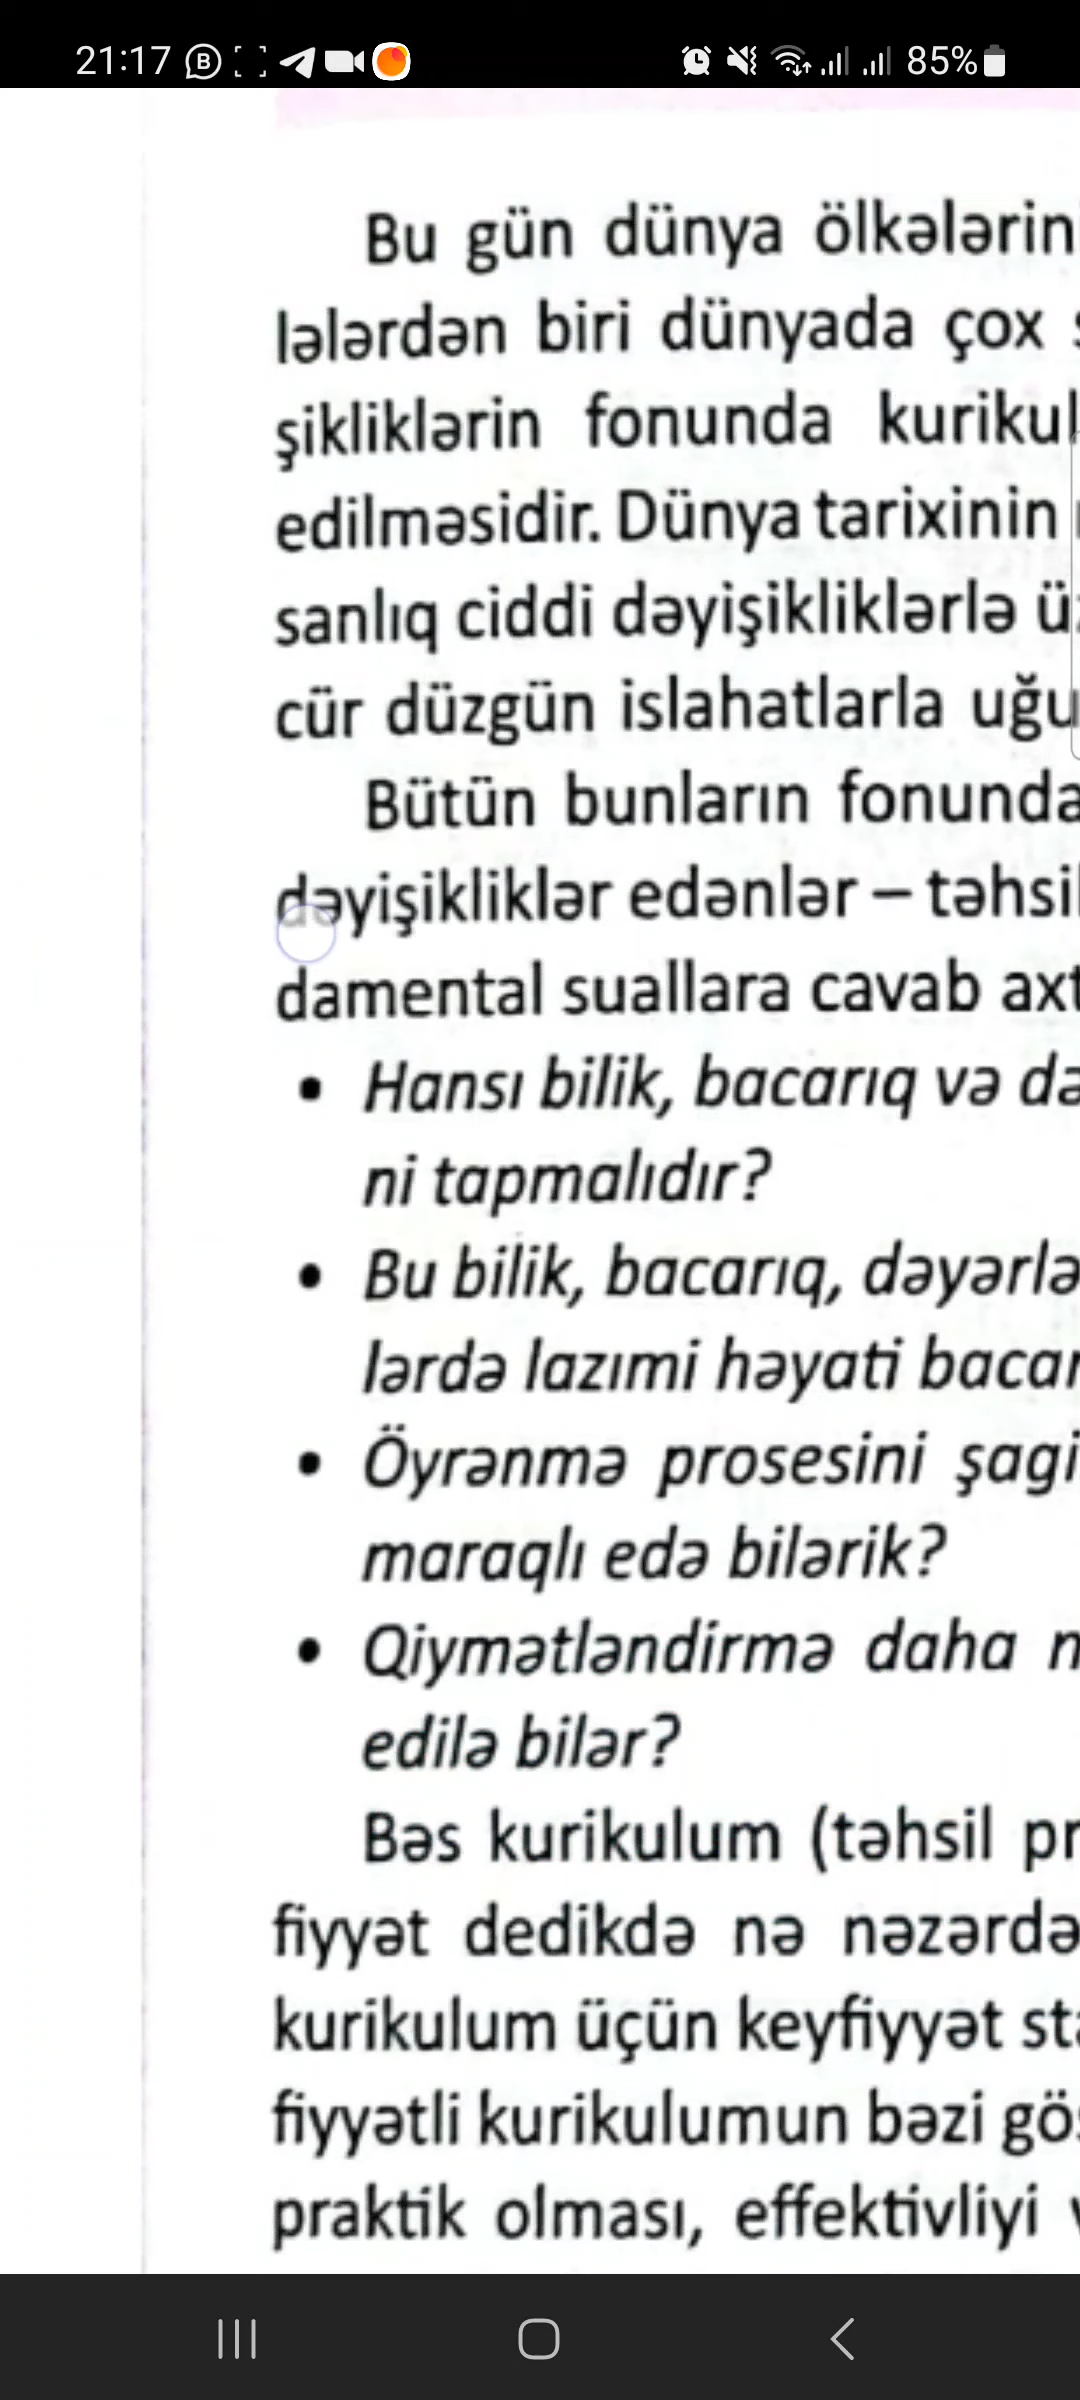 21:17 85%
Bu gün dünya ölkələrin
lələrdən biri dünyada çox
şikliklərin fonunda kurikul
edilməsidir. Dünya tarixinin
sanlıq ciddi dəyişikliklərlə
cür düzgün islahatlarla uğu
Bütün bunların fonunda
dəyişikliklər edənlər – təhsil
damental suallara cavab axt
• Hansı bilik, bacarıq və də
ni tapmalıdır?
• Bu bilik, bacarıq, dəyərlə
lərdə lazımi həyati bacar
• Öyrənmə prosesini şagi
maraqlı edə bilərik?
• Qiymətləndirmə daha n
edilə bilər?
Bəs kurikulum (təhsil pr
fiyyət dedikdə nə nəzərdə
kurikulum üçün keyfiyyət stə
fiyyətli kurikulumun bəzi gös
praktik olması, effektivliyi